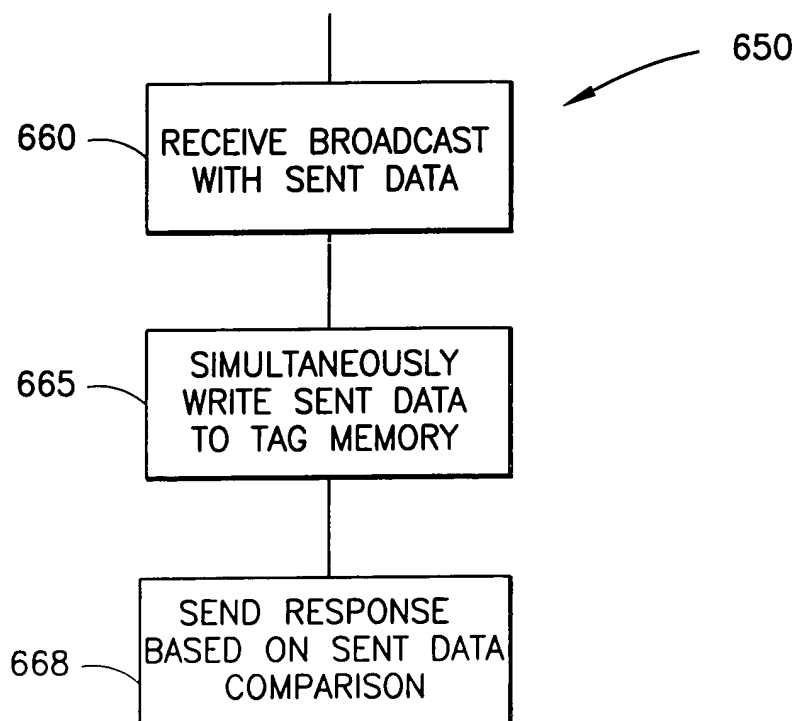 650
660
RECEIVE BROADCAST
WITH SENT DATA
665
SIMULTANEOUSLY
WRITE SENT DATA
TO TAG MEMORY
668
SEND RESPONSE
BASED ON SENT DATA
COMPARISON